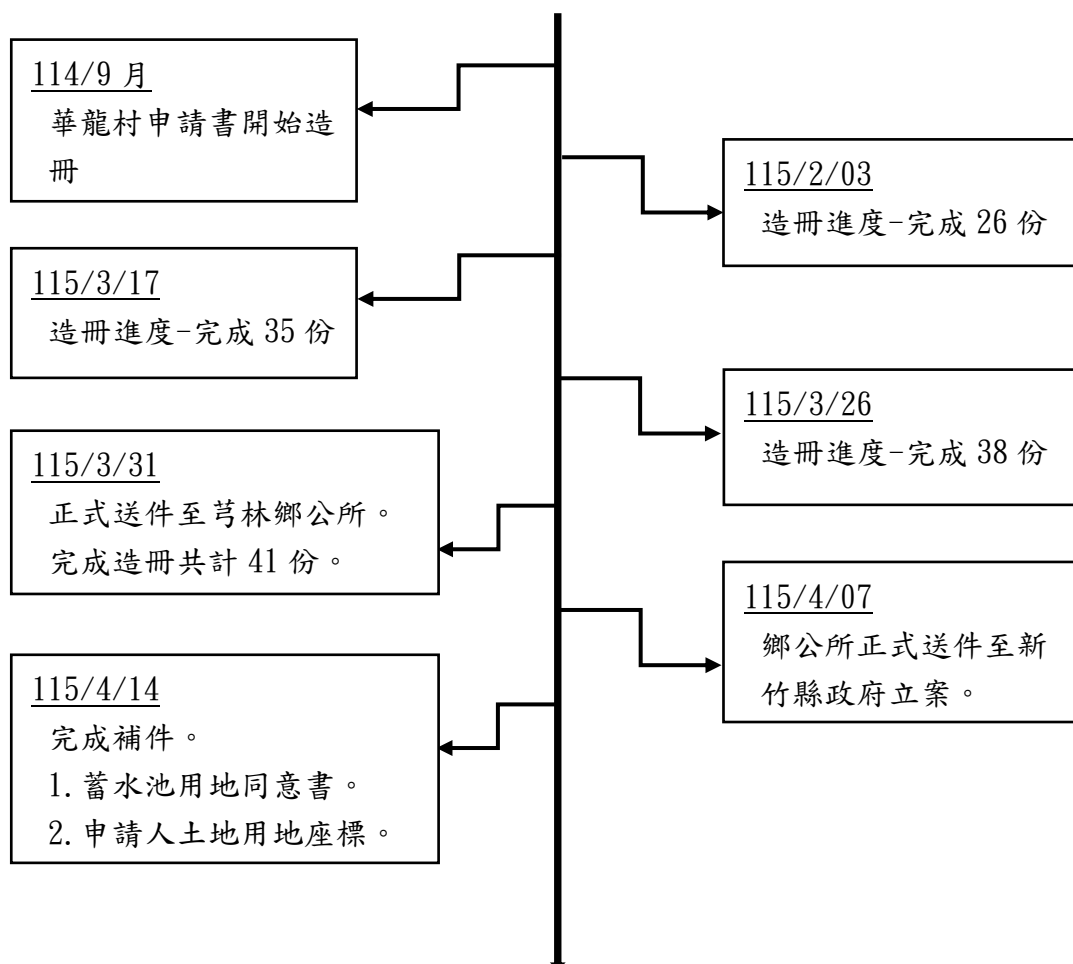 114/9 月
華龍村申請書開始造
冊
115/2/03
造冊進度-完成 26 份
115/3/17
造冊進度-完成 35 份
115/3/26
造冊進度-完成 38 份
115/3/31
正式送件至芎林鄉公所。
完成造冊共計 41 份。
115/4/07
鄉公所正式送件至新
竹縣政府立案。
115/4/14
完成補件。
1.蓄水池用地同意書。
2.申請人土地用地座標。